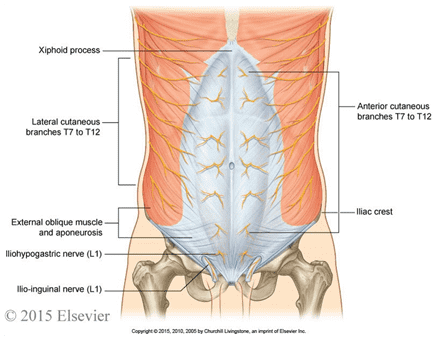 Xiphoid process
Lateral cutaneous
branches T7 to T12
Anterior cutaneous
branches T7 to T12
External oblique muscle
and aponeurosis
Iliac crest
Iliohypogastric nerve (L1)
Ilio-inguinal nerve (L1)
© 2015 Elsevier
Copyright © 2015, 2010, 2005 by Churchill Livingstone, an imprint of Elsevier Inc.